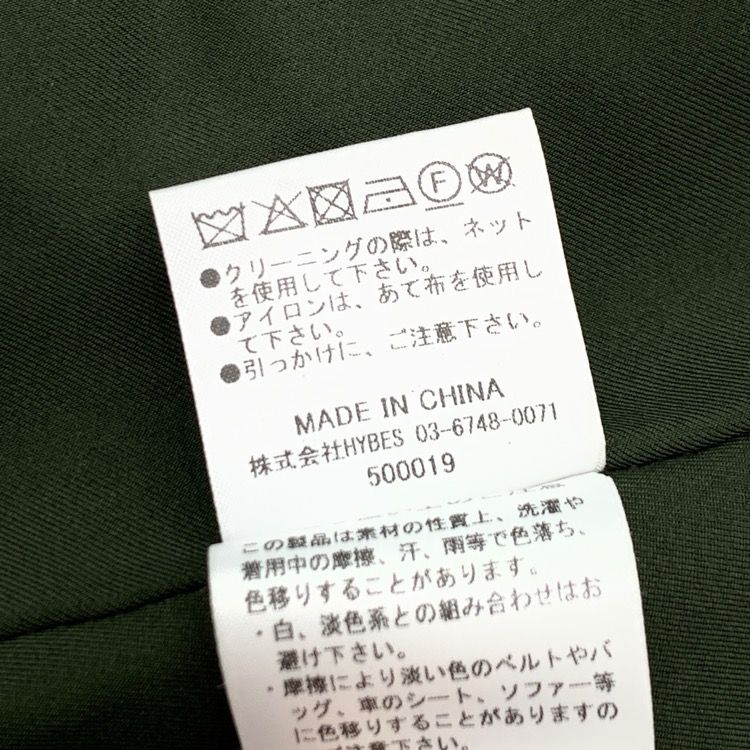 F
W
●クリーニングの際は、ネット
を使用して下さい。
●アイロンは、あて布を使用し
て下さい。
●引っかけに、ご注意下さい。
MADE IN CHINA
株式会社HYBES 03-6748-0071
500019
この製品は素材の性質上、洗濯や
着用中の摩擦、汗、雨等で色落ち、
色移りすることがあります。
・白、淡色系との組み合わせはお
避け下さい。
・摩擦により淡い色のベルトやバ
ッグ、車のシート、ソファー等
に色移りすることがありますの
ご注意下さい